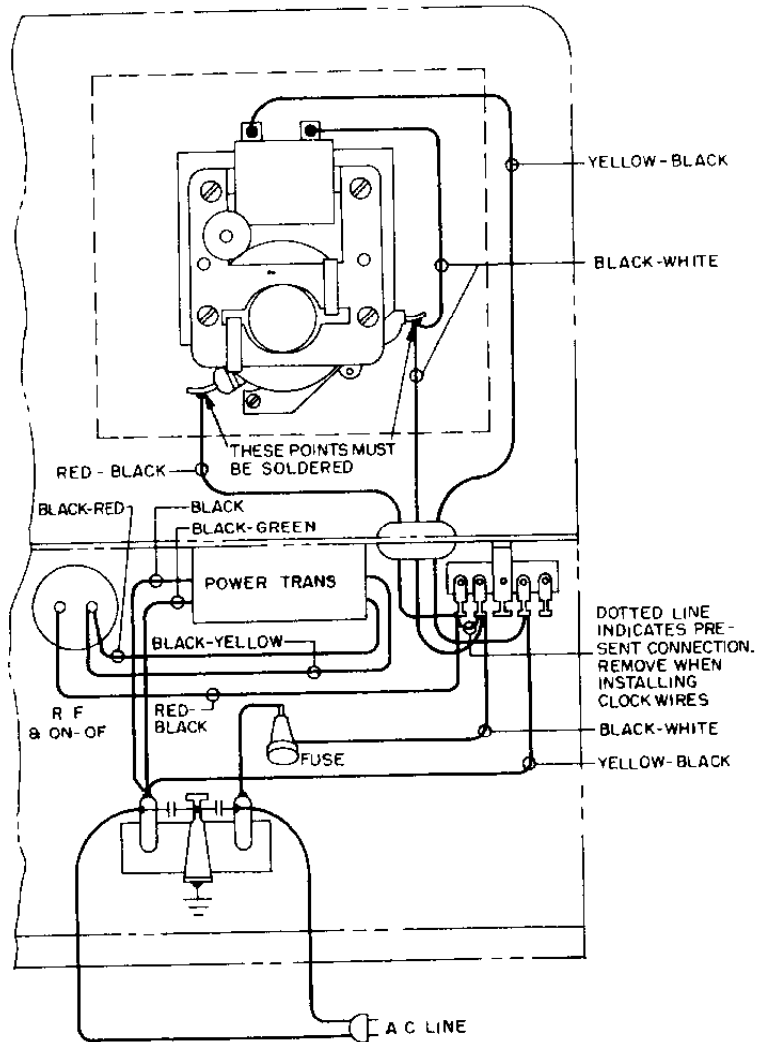 YELLOW-BLACK
BLACK-WHITE
THESE POINTS MUST
BE SOLDERED
RED-BLACK
BLACK-RED
BLACK
BLACK-GREEN
POWER TRANS
BLACK-YELLOW
DOTTED LINE
INDICATES PRE-
SENT CONNECTION.
REMOVE WHEN
INSTALLING
CLOCK WIRES
R F
& ON-OF
RED-
BLACK
FUSE
BLACK-WHITE
YELLOW-BLACK
A C LINE